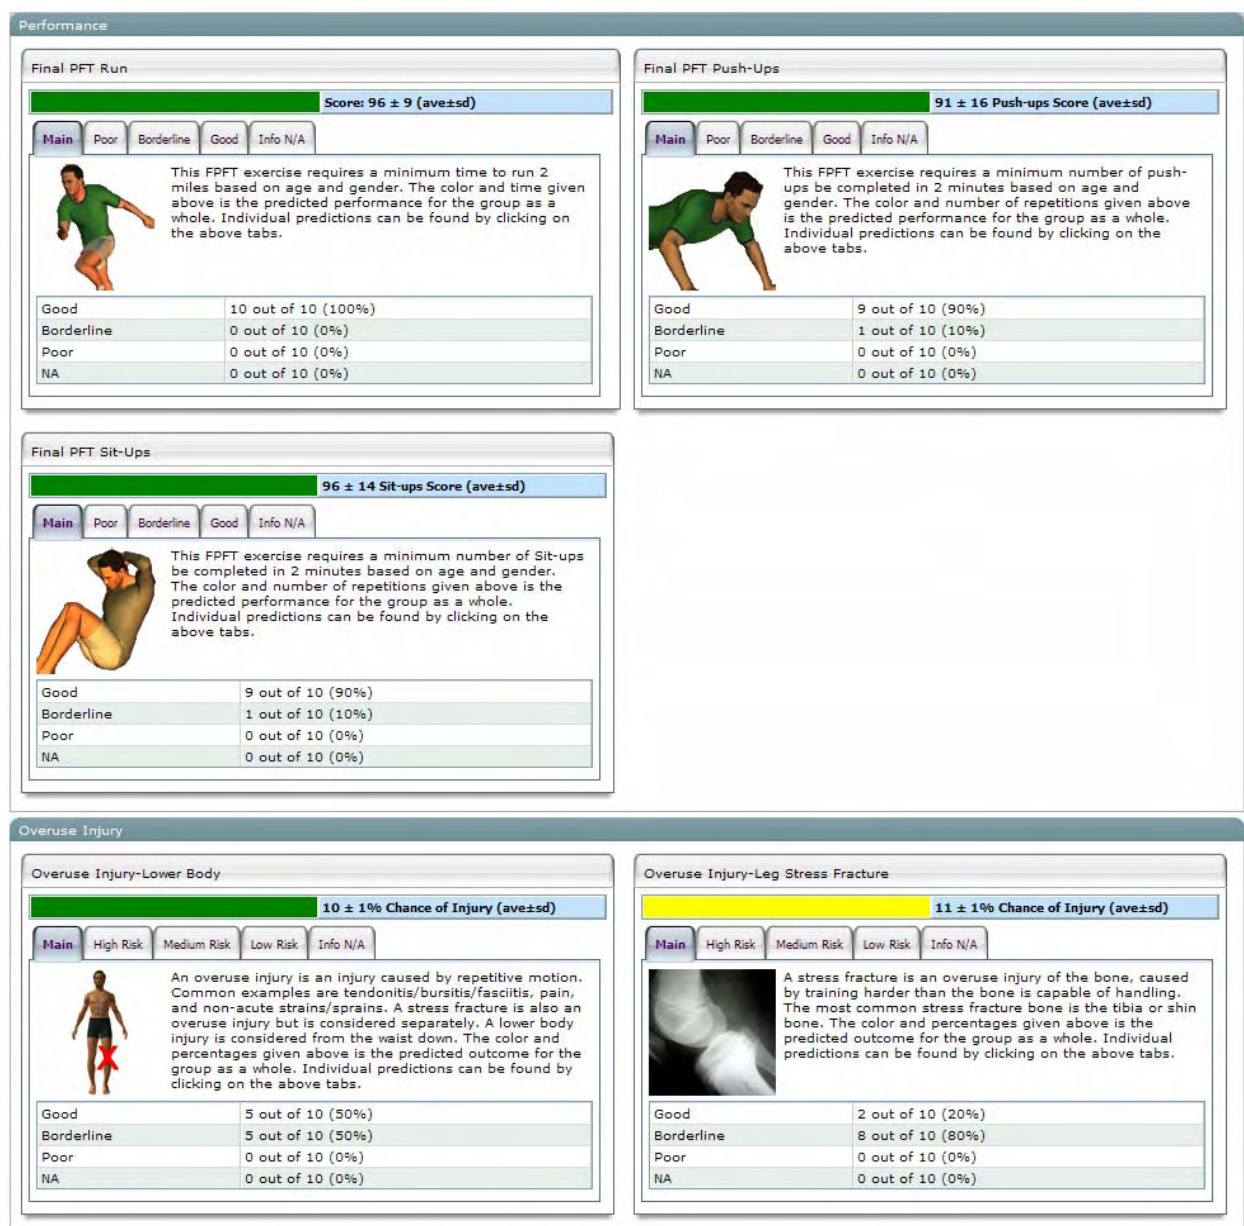 Performance
Final PFT Run
Score: 96 ± 9 (ave±sd)
Main Poor Borderline Good Info N/A
This FPFT exercise requires a minimum time to run 2
miles based on age and gender. The color and time given
above is the predicted performance for the group as a
whole. Individual predictions can be found by clicking on
the above tabs.
Good 10 out of 10 (100%)
Borderline 0 out of 10 (0%)
Poor 0 out of 10 (0%)
NA 0 out of 10 (0%)
Final PFT Push-Ups
91 ± 16 Push-ups Score (ave±sd)
Main Poor Borderline Good Info N/A
This FPFT exercise requires a minimum number of push-
ups be completed in 2 minutes based on age and
gender. The color and number of repetitions given above
is the predicted performance for the group as a whole.
Individual predictions can be found by clicking on the
above tabs.
Good 9 out of 10 (90%)
Borderline 1 out of 10 (10%)
Poor 0 out of 10 (0%)
NA 0 out of 10 (0%)
Final PFT Sit-Ups
96 ± 14 Sit-ups Score (ave±sd)
Main Poor Borderline Good Info N/A
This FPFT exercise requires a minimum number of Sit-ups
be completed in 2 minutes based on age and gender.
The color and number of repetitions given above is the
predicted performance for the group as a whole.
Individual predictions can be found by clicking on the
above tabs.
Good 9 out of 10 (90%)
Borderline 1 out of 10 (10%)
Poor 0 out of 10 (0%)
NA 0 out of 10 (0%)
Overuse Injury
Overuse Injury-Lower Body
10 ± 1% Chance of Injury (ave±sd)
Main High Risk Medium Risk Low Risk Info N/A
An overuse injury is an injury caused by repetitive motion.
Common examples are tendonitis/bursitis/fasciitis, pain,
and non-acute strains/sprains. A stress fracture is also an
overuse injury but is considered separately. A lower body
injury is considered from the waist down. The color and
percentages given above is the predicted outcome for the
group as a whole. Individual predictions can be found by
clicking on the above tabs.
Good 5 out of 10 (50%)
Borderline 5 out of 10 (50%)
Poor 0 out of 10 (0%)
NA 0 out of 10 (0%)
Overuse Injury-Leg Stress Fracture
11 ± 1% Chance of Injury (ave±sd)
Main High Risk Medium Risk Low Risk Info N/A
A stress fracture is an overuse injury of the bone, caused
by training harder than the bone is capable of handling.
The most common stress fracture bone is the tibia or shin
bone. The color and percentages given above is the
predicted outcome for the group as a whole. Individual
predictions can be found by clicking on the above tabs.
Good 2 out of 10 (20%)
Borderline 8 out of 10 (80%)
Poor 0 out of 10 (0%)
NA 0 out of 10 (0%)